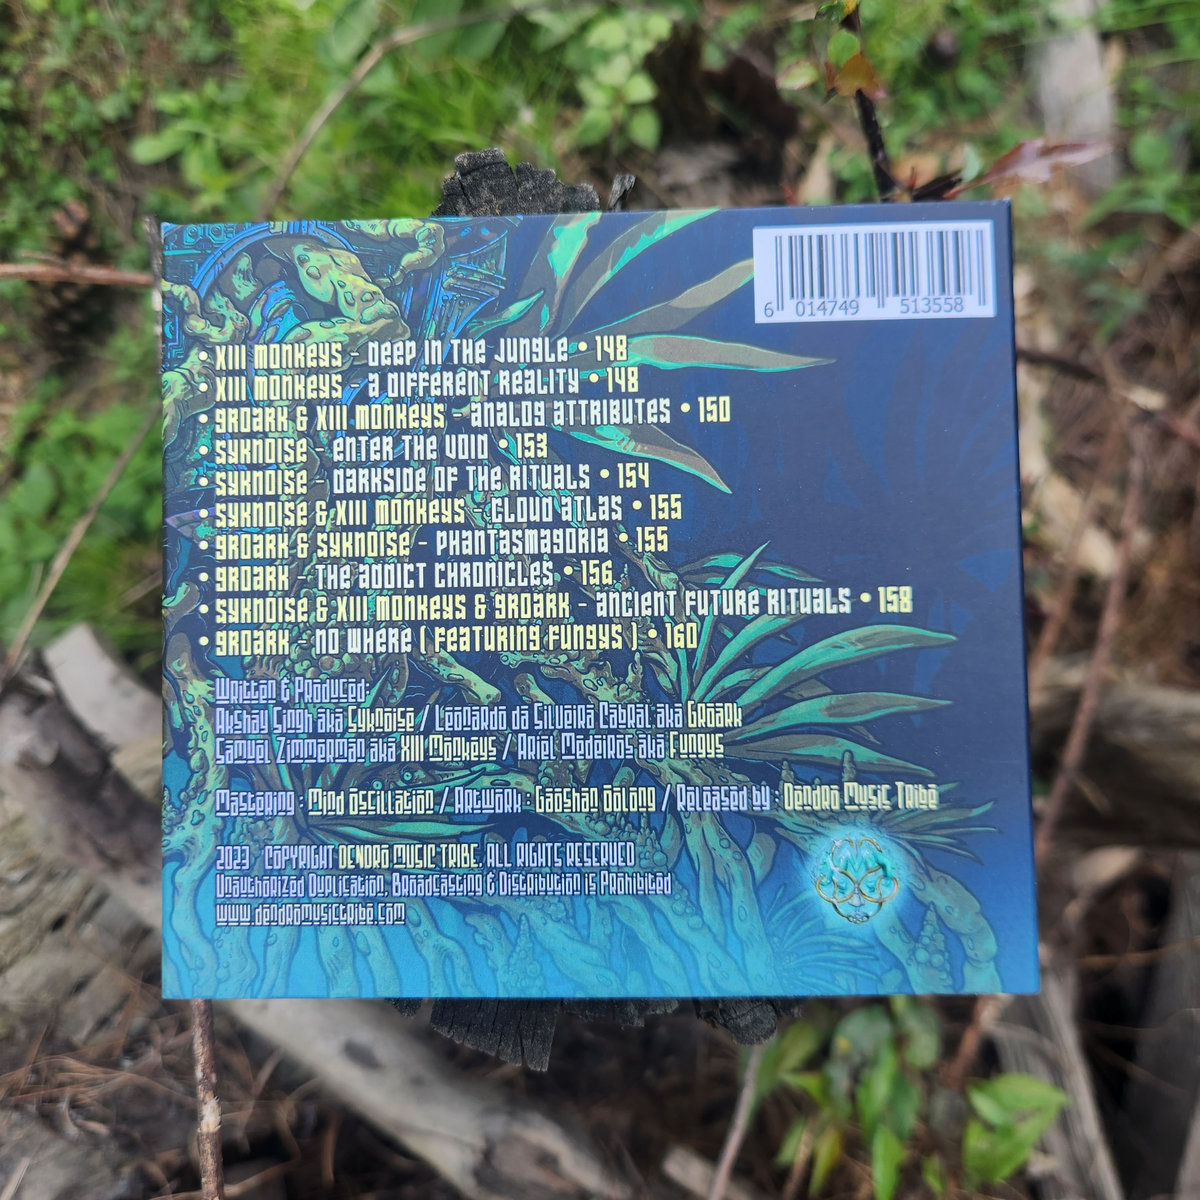 6 014749 513558
• XIII MONKEYS - DEEP IN THE JUNGLE • 148
• XIII MONKEYS - A DIFFERENT REALITY • 148
• GROARK & XIII MONKEYS - ANALOG ATTRIBUTES • 150
• SYKNOISE - ENTER THE VOID • 153
• SYKNOISE - DARKSIDE OF THE RITUALS • 154
• SYKNOISE & XIII MONKEYS - CLOUD ATLAS • 155
• GROARK & SYKNOISE - PHANTASMAGORIA • 155
• GROARK - THE ADDICT CHRONICLES • 156
• SYKNOISE & XIII MONKEYS & GROARK - ANCIENT FUTURE RITUALS • 158
• GROARK - NO WHERE ( FEATURING FUNGYS ) • 160
Written & Produced:
Akshay Singh aka Syknoise / Leonardo da Silveira Cabral aka Groark
Samuel Zimmerman aka XIII Monkeys / Ariel Medeiros aka Fungys
Mastering : Mind Oscillation / Artwork : Gaoshan Oolong / Released by : Dendro Music Tribe
2023 COPYRIGHT DENDRO MUSIC TRIBE, ALL RIGHTS RESERVED
Unauthorized Duplication, Broadcasting & Distribution is Prohibited
www.dendromusictribe.com